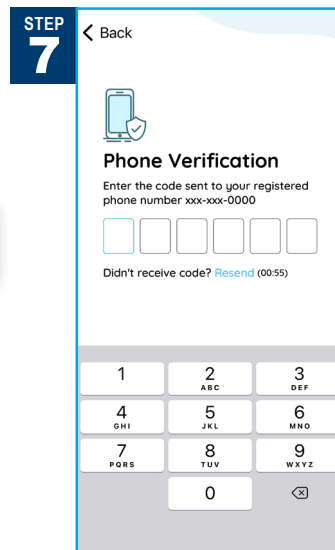 STEP
7
Back
Phone Verification
Enter the code sent to your registered
phone number xxx-xxx-0000
Didn't receive code? Resend (00:55)
1 2 3
ABC DEF
4 5 6
GHI JKL MNO
7 8 9
PQRS TUV WXYZ
0